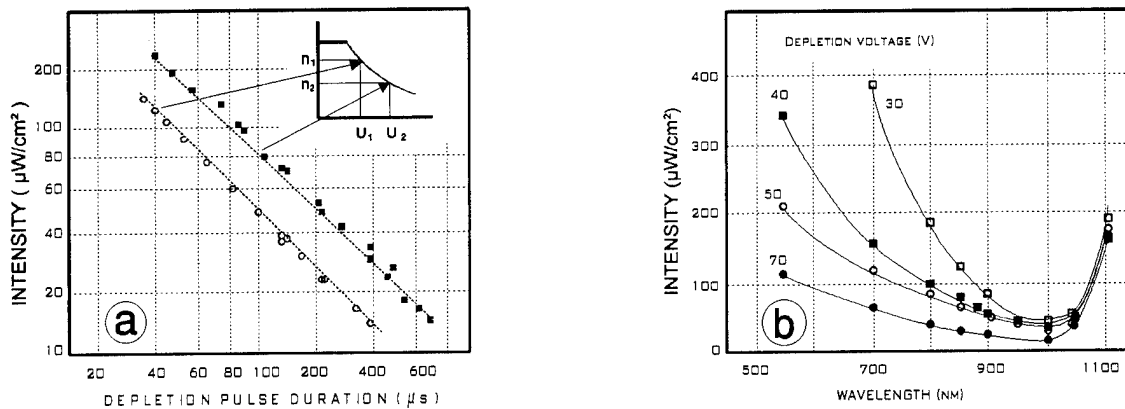 200
100
80
60
40
20
10
20 40 60 80 100 200 400 600
INTENSITY ( µW/cm²)
DEPLETION PULSE DURATION (µs)
n₁
n₂
U₁ U₂
a
DEPLETION VOLTAGE (V)
400
300
200
100
0
500 700 900 1100
INTENSITY (µW/cm²)
WAVELENGTH (NM)
40
30
50
70
b